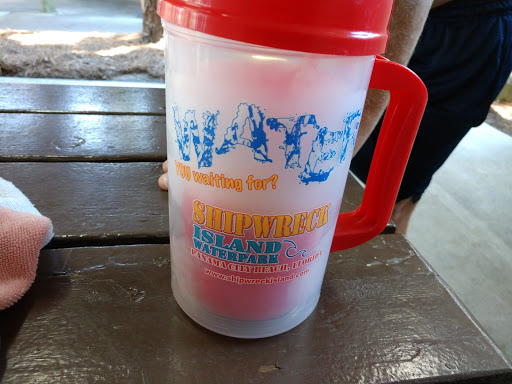 WATER
YOU waiting for?
SHIPWRECK
ISLAND
WATERPARK
PANAMA CITY BEACH, FLORIDA
www.shipwreckisland.com